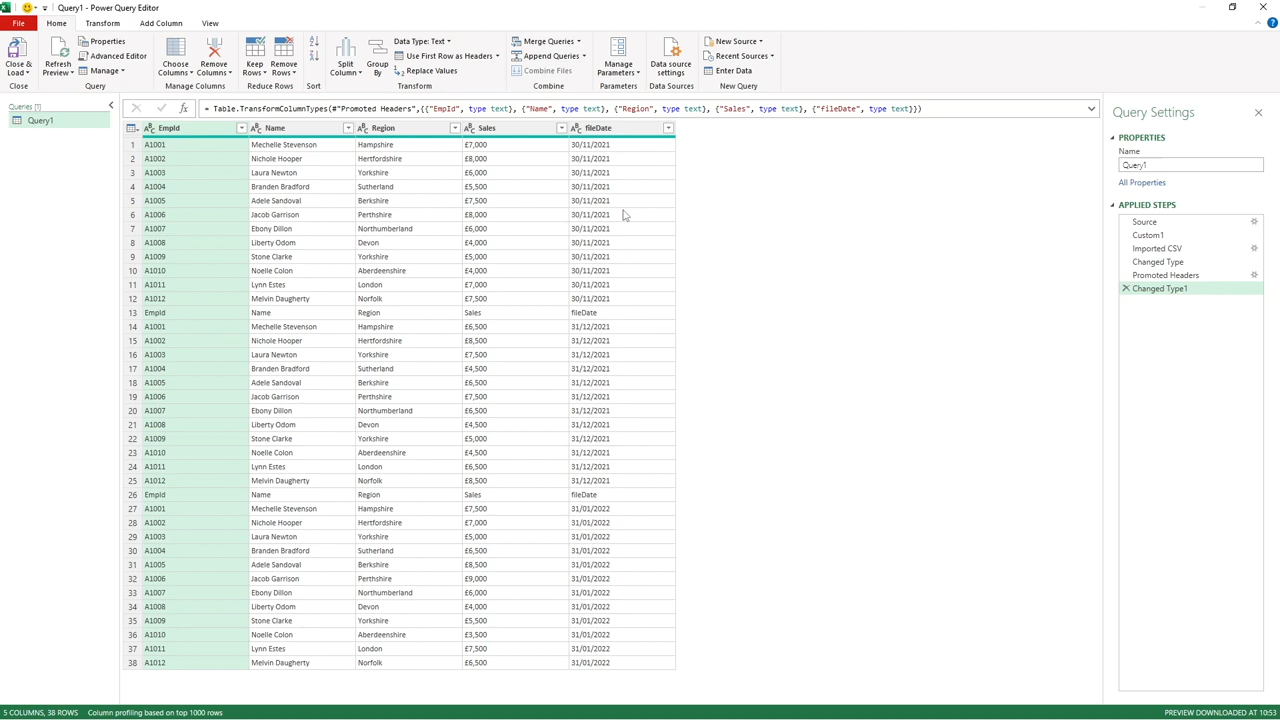 Query1 - Power Query Editor
File Home Transform Add Column View
Close & Load
Close
Refresh Preview
Properties
Advanced Editor
Manage
Query
Choose Columns
Remove Columns
Manage Columns
Keep Rows
Remove Rows
Reduce Rows
Sort
Split Column
Group By
Data Type: Text
Use First Row as Headers
Replace Values
Transform
Merge Queries
Append Queries
Combine Files
Combine
Manage Parameters
Parameters
Data source settings
Data Sources
New Source
Recent Sources
Enter Data
New Query
Queries [1]
Query1
= Table.TransformColumnTypes(#"Promoted Headers",{{"EmpId", type text}, {"Name", type text}, {"Region", type text}, {"Sales", type text}, {"fileDate", type text}})
EmpId Name Region Sales fileDate
1 A1001 Mechelle Stevenson Hampshire £7,000 30/11/2021
2 A1002 Nichole Hooper Hertfordshire £8,000 30/11/2021
3 A1003 Laura Newton Yorkshire £6,000 30/11/2021
4 A1004 Branden Bradford Sutherland £5,500 30/11/2021
5 A1005 Adele Sandoval Berkshire £7,500 30/11/2021
6 A1006 Jacob Garrison Perthshire £8,000 30/11/2021
7 A1007 Ebony Dillon Northumberland £6,000 30/11/2021
8 A1008 Liberty Odom Devon £4,000 30/11/2021
9 A1009 Stone Clarke Yorkshire £5,000 30/11/2021
10 A1010 Noelle Colon Aberdeenshire £4,000 30/11/2021
11 A1011 Lynn Estes London £7,000 30/11/2021
12 A1012 Melvin Daugherty Norfolk £7,500 30/11/2021
13 EmpId Name Region Sales fileDate
14 A1001 Mechelle Stevenson Hampshire £6,500 31/12/2021
15 A1002 Nichole Hooper Hertfordshire £8,500 31/12/2021
16 A1003 Laura Newton Yorkshire £7,500 31/12/2021
17 A1004 Branden Bradford Sutherland £4,500 31/12/2021
18 A1005 Adele Sandoval Berkshire £6,500 31/12/2021
19 A1006 Jacob Garrison Perthshire £7,500 31/12/2021
20 A1007 Ebony Dillon Northumberland £6,500 31/12/2021
21 A1008 Liberty Odom Devon £4,500 31/12/2021
22 A1009 Stone Clarke Yorkshire £5,000 31/12/2021
23 A1010 Noelle Colon Aberdeenshire £4,500 31/12/2021
24 A1011 Lynn Estes London £6,500 31/12/2021
25 A1012 Melvin Daugherty Norfolk £8,500 31/12/2021
26 EmpId Name Region Sales fileDate
27 A1001 Mechelle Stevenson Hampshire £7,500 31/01/2022
28 A1002 Nichole Hooper Hertfordshire £7,000 31/01/2022
29 A1003 Laura Newton Yorkshire £5,000 31/01/2022
30 A1004 Branden Bradford Sutherland £6,500 31/01/2022
31 A1005 Adele Sandoval Berkshire £8,500 31/01/2022
32 A1006 Jacob Garrison Perthshire £9,000 31/01/2022
33 A1007 Ebony Dillon Northumberland £6,000 31/01/2022
34 A1008 Liberty Odom Devon £4,000 31/01/2022
35 A1009 Stone Clarke Yorkshire £5,500 31/01/2022
36 A1010 Noelle Colon Aberdeenshire £3,500 31/01/2022
37 A1011 Lynn Estes London £7,500 31/01/2022
38 A1012 Melvin Daugherty Norfolk £6,500 31/01/2022
Query Settings
PROPERTIES
Name
Query1
All Properties
APPLIED STEPS
Source
Custom1
Imported CSV
Changed Type
Promoted Headers
Changed Type1
5 COLUMNS, 38 ROWS Column profiling based on top 1000 rows PREVIEW DOWNLOADED AT 10:53